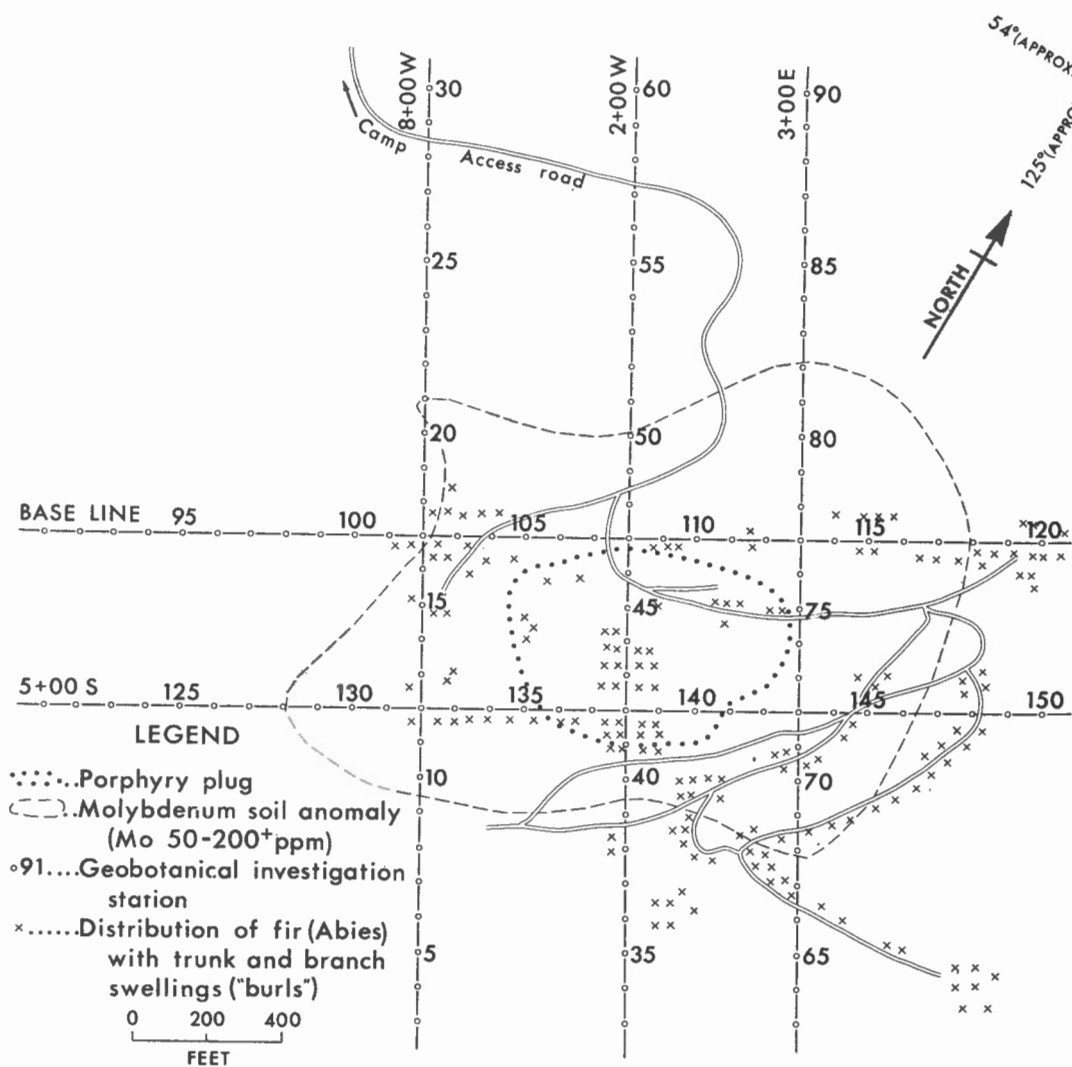 54°(APPROX
125°(APPRO
NORTH
8+00W
2+00W
3+00E
30
60
90
Camp
Access road
25
55
85
20
50
80
BASE LINE
95
100
105
110
115
120
15
45
75
5+00 S
125
130
135
140
145
150
10
40
70
5
35
65
LEGEND
Porphyry plug
Molybdenum soil anomaly
(Mo 50-200+ppm)
91....Geobotanical investigation
station
x......Distribution of fir (Abies)
with trunk and branch
swellings ("burls")
0 200 400
FEET